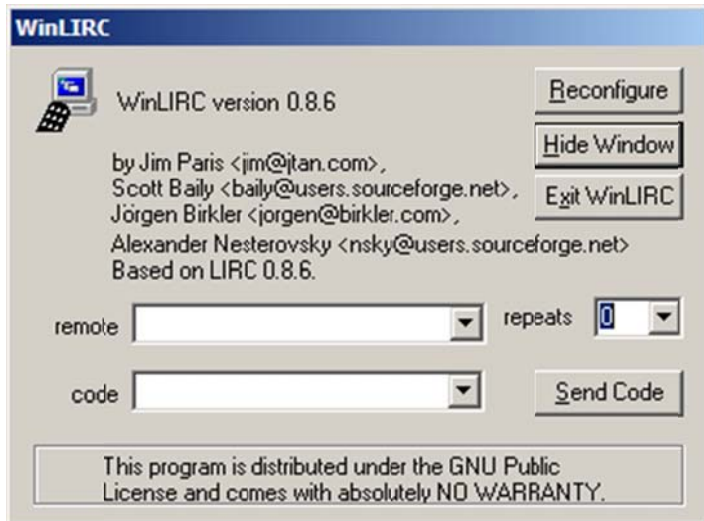 WinLIRC
WinLIRC version 0.8.6
Reconfigure
Hide Window
Exit WinLIRC
by Jim Paris <jim@jtan.com>,
Scott Baily <baily@users.sourceforge.net>,
Jörgen Birkler <jorgen@birkler.com>,
Alexander Nesterovsky <nsky@users.sourceforge.net>
Based on LIRC 0.8.6.
remote
repeats 0
code
Send Code
This program is distributed under the GNU Public
License and comes with absolutely NO WARRANTY.